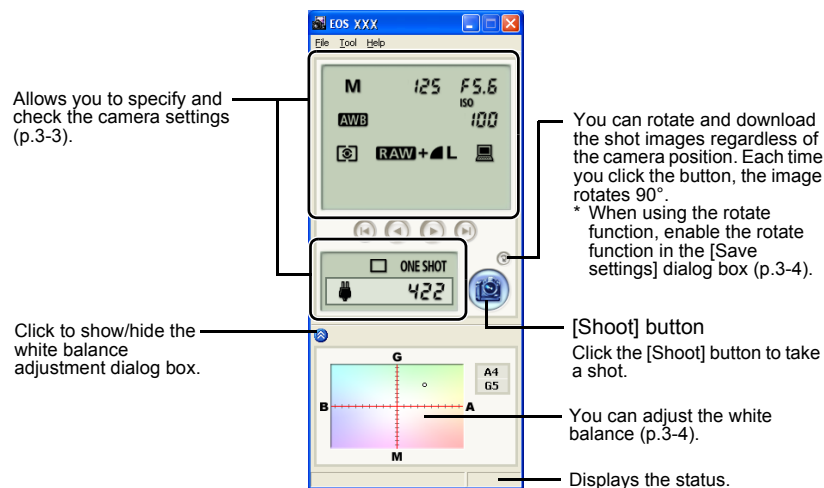 EOS XXX
File Tool Help
M 125 F5.6
ISO
AWB 100
RAW+ L
ONE SHOT
422
G
A4
G5
B
A
M
Allows you to specify and
check the camera settings
(p.3-3).
Click to show/hide the
white balance
adjustment dialog box.
You can rotate and download
the shot images regardless of
the camera position. Each time
you click the button, the image
rotates 90°.
* When using the rotate
function, enable the rotate
function in the [Save
settings] dialog box (p.3-4).
[Shoot] button
Click the [Shoot] button to take
a shot.
You can adjust the white
balance (p.3-4).
Displays the status.